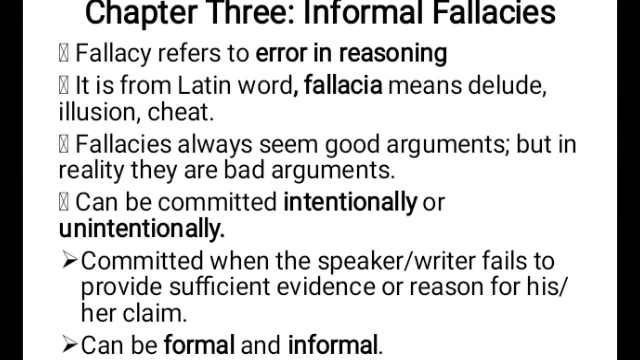 Chapter Three: Informal Fallacies
Fallacy refers to error in reasoning
It is from Latin word, fallacia means delude,
illusion, cheat.
Fallacies always seem good arguments; but in
reality they are bad arguments.
Can be committed intentionally or
unintentionally.
➢Committed when the speaker/writer fails to
provide sufficient evidence or reason for his/
her claim.
➢Can be formal and informal.